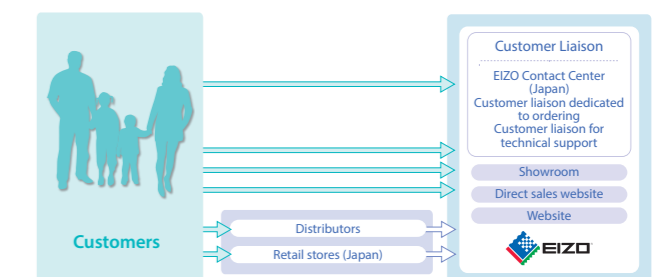 Customers
Distributors
Retail stores (Japan)
Customer Liaison
EIZO Contact Center
(Japan)
Customer liaison dedicated
to ordering
Customer liaison for
technical support
Showroom
Direct sales website
Website
EIZO